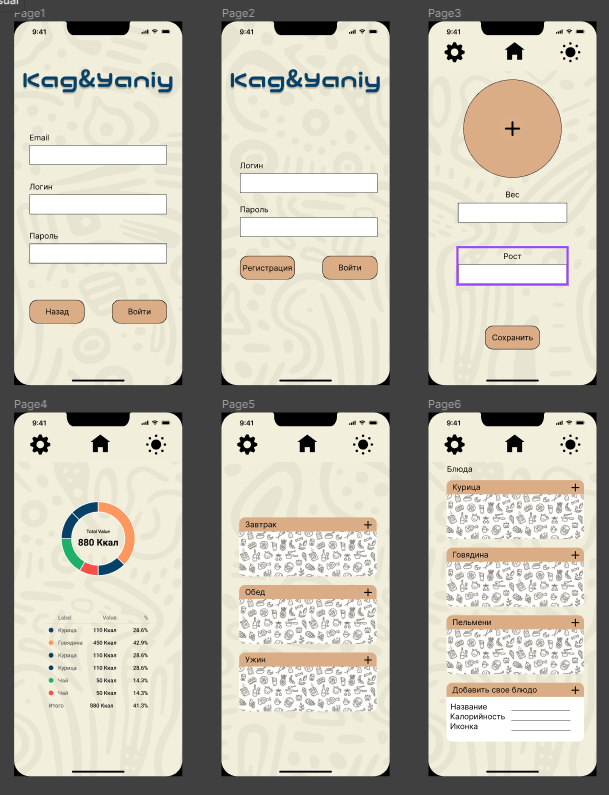 sual
Page1
Page2
Page3
9:41
9:41
9:41
Kag&Yaniy
Kag&Yaniy
Email
Логин
Пароль
Назад
Войти
Логин
Пароль
Регистрация
Войти
+
Вес
Рост
Сохранить
Page4
Page5
Page6
9:41
9:41
9:41
Total Value
880 Ккал
Label Value %
Курица 110 Ккал 28.6%
Говядина 450 Ккал 42.9%
Курица 110 Ккал 28.6%
Курица 110 Ккал 28.6%
Чай 50 Ккал 14.3%
Чай 50 Ккал 14.3%
Итого 880 Ккал 41.3%
Завтрак +
Обед +
Ужин +
Блюда
Курица +
Говядина +
Пельмени +
Добавить свое блюдо +
Название
Калорийность
Иконка